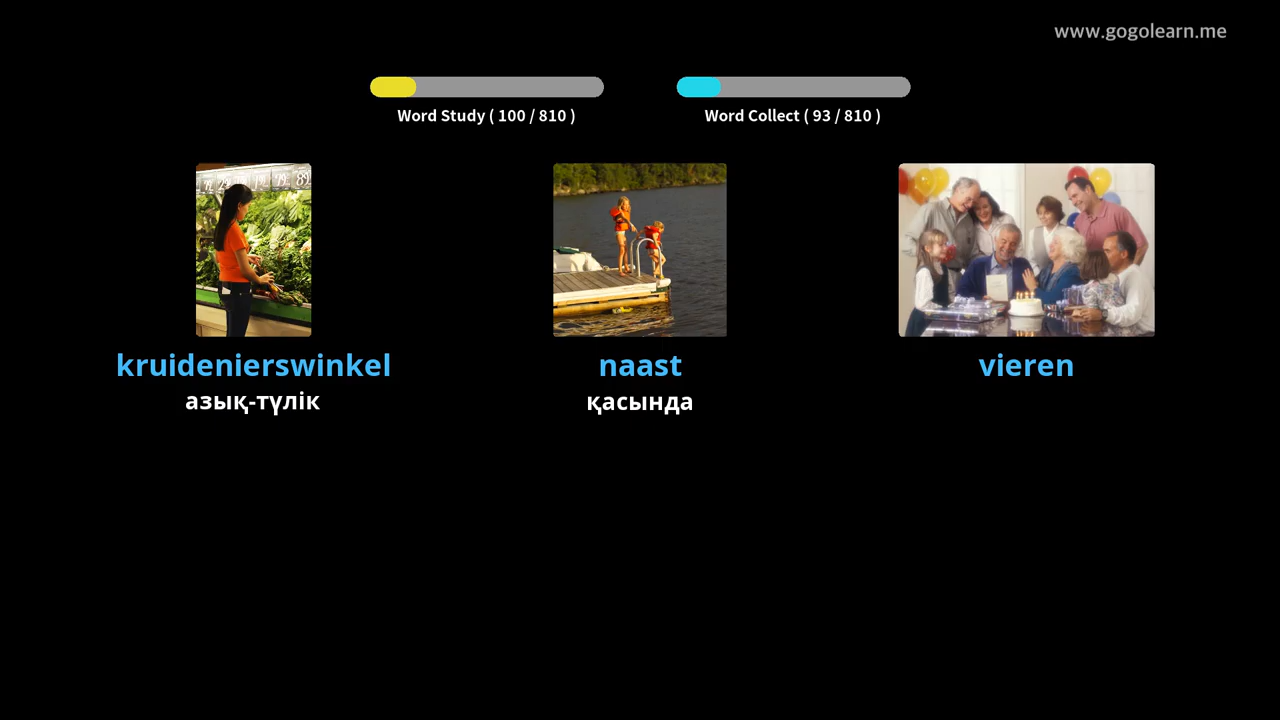 www.gogolearn.me
Word Study ( 100 / 810 )
Word Collect ( 93 / 810 )
kruidenierswinkel
азық-түлік
naast
қасында
vieren